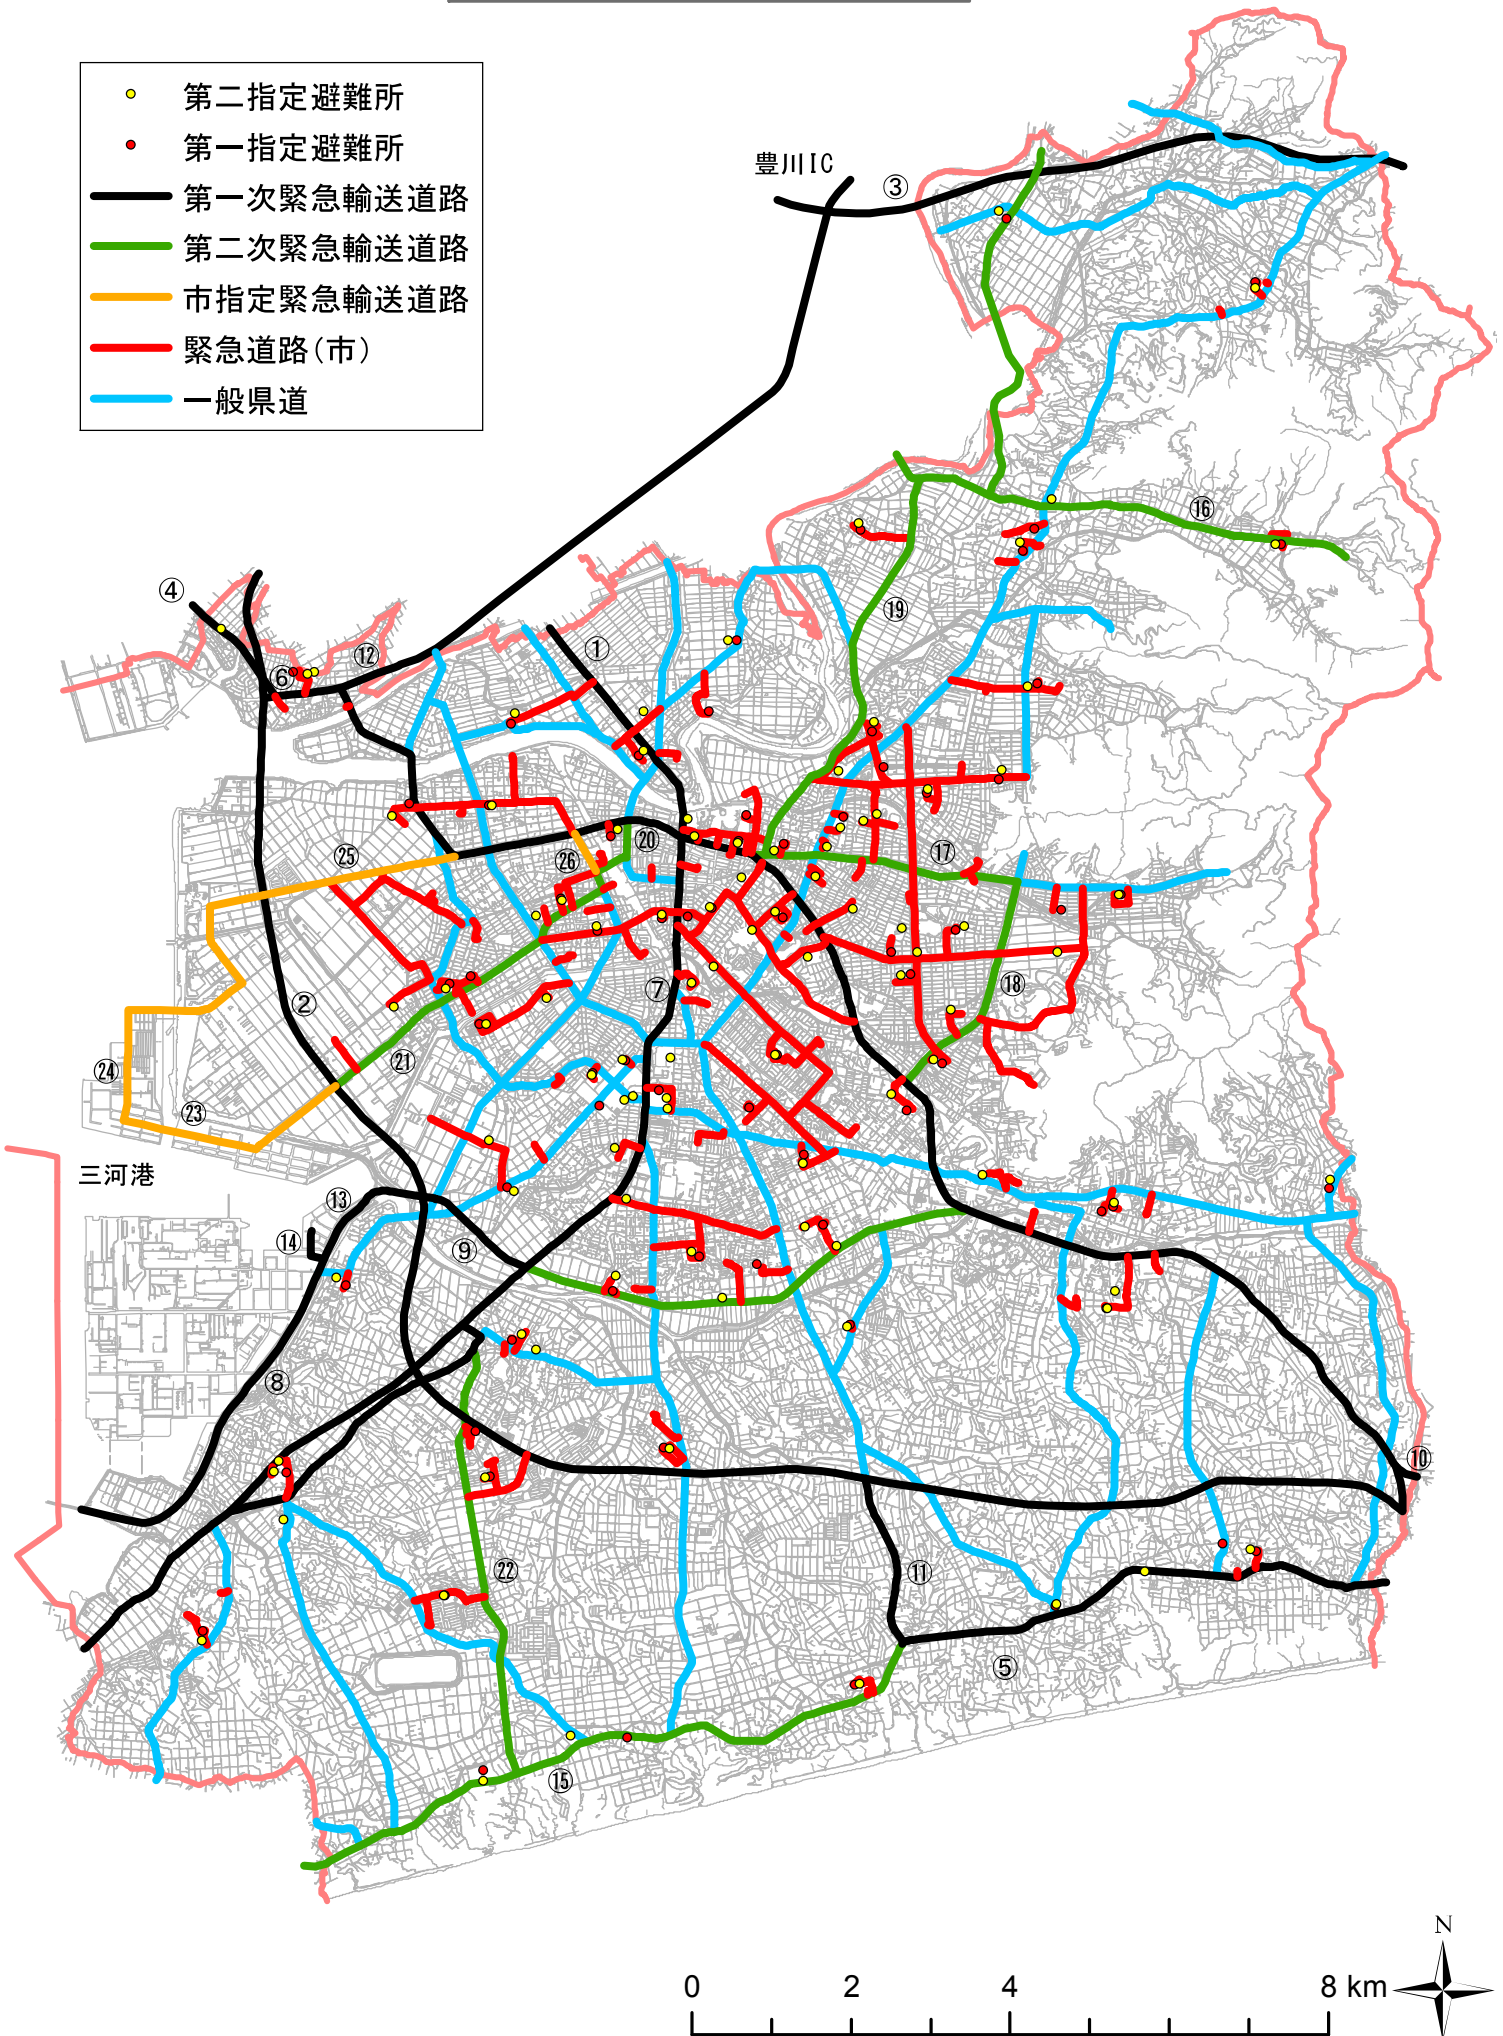 第二指定避難所
第一指定避難所
第一次緊急輸送道路
第二次緊急輸送道路
市指定緊急輸送道路
緊急道路(市)
一般県道
豊川IC
③
⑯
④
①
⑲
⑫
⑥
⑳
⑰
㉖
㉕
⑦
⑱
②
㉑
㉔
㉓
三河港
⑬
⑭
⑨
⑧
⑩
㉒
⑪
⑤
⑮
N
0 2 4 8 km